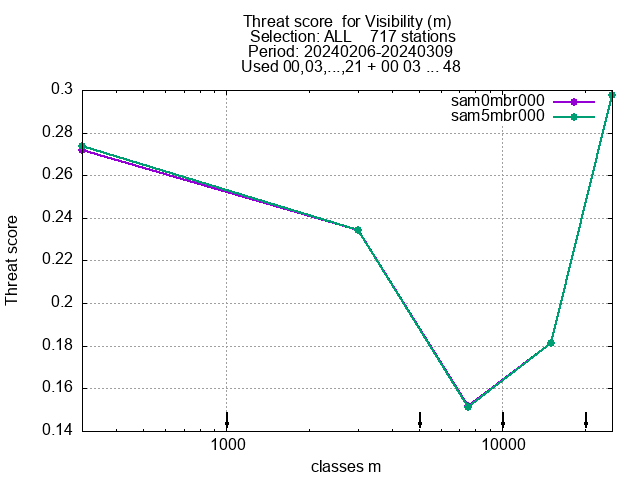 Threat score  for Visibility (m)
Selection: ALL    717 stations
Period: 20240206-20240309
Used 00,03,...,21 + 00 03 ... 48
sam0mbr000
sam5mbr000
0.3
0.28
0.26
0.24
0.22
0.2
0.18
0.16
0.14
Threat score
1000
10000
classes m